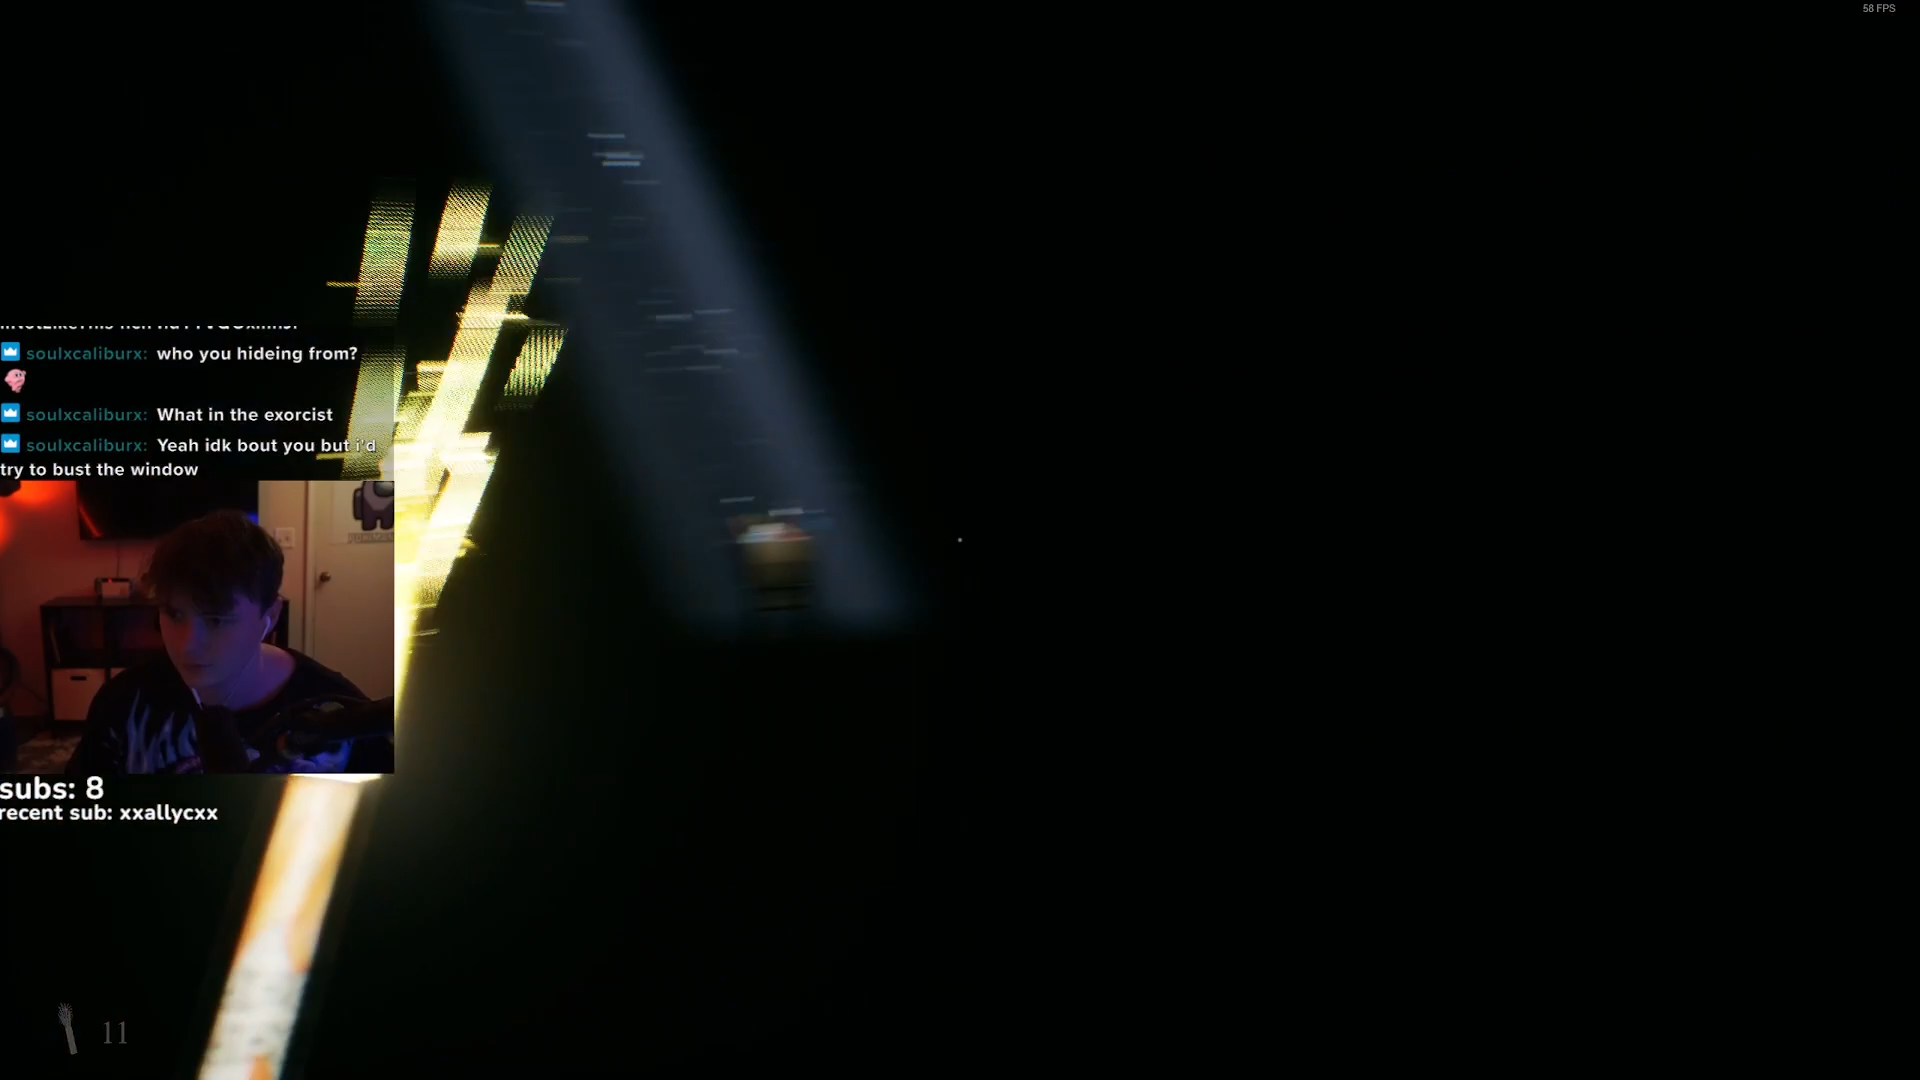 58 FPS
soulxcaliburx: who you hideing from?
soulxcaliburx: What in the exorcist
soulxcaliburx: Yeah idk bout you but i'd
try to bust the window
subs: 8
recent sub: xxallycxx
11